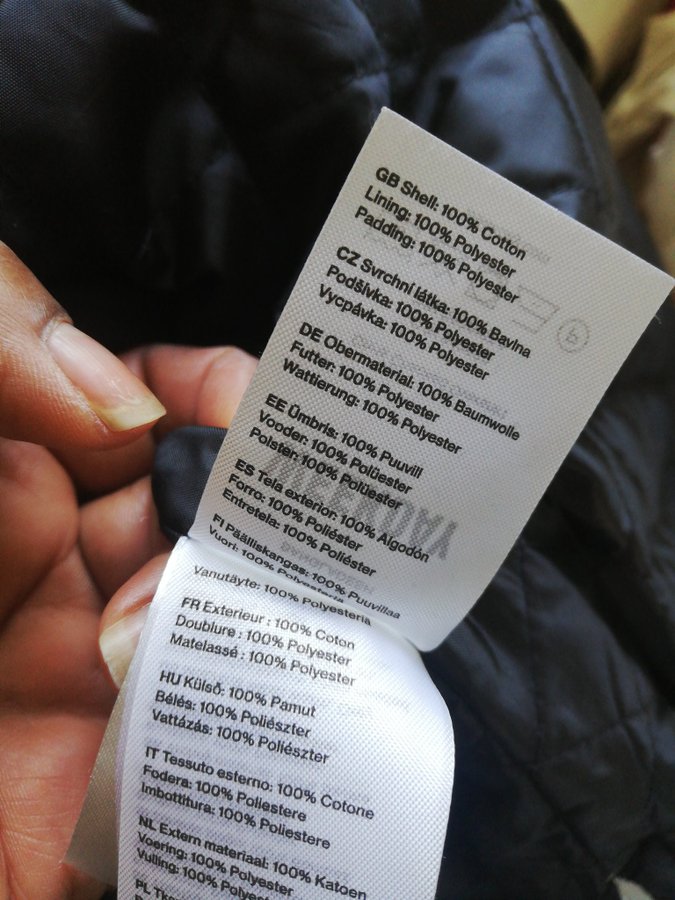 GB Shell: 100% Cotton
Lining: 100% Polyester
Padding: 100% Polyester
CZ Svrchní látka: 100% Bavlna
Podšívka: 100% Polyester
Vycpávka: 100% Polyester
DE Obermaterial: 100% Baumwolle
Futter: 100% Polyester
Wattierung: 100% Polyester
EE Ümbris: 100% Puuvill
Vooder: 100% Polüester
Polster: 100% Polüester
ES Tela exterior: 100% Algodón
Forro: 100% Poliéster
Entretela: 100% Poliéster
FI Päälliskangas: 100% Puuvillaa
Vuori: 100% Polyesteria
Vanutäyte: 100% Polyesteria
FR Exterieur : 100% Coton
Doublure : 100% Polyester
Matelassé : 100% Polyester
HU Külső: 100% Pamut
Bélés: 100% Poliészter
Vattázás: 100% Poliészter
IT Tessuto esterno: 100% Cotone
Fodera: 100% Poliestere
Imbottitura: 100% Poliestere
NL Extern materiaal: 100% Katoen
Voering: 100% Polyester
Vulling: 100%
PL